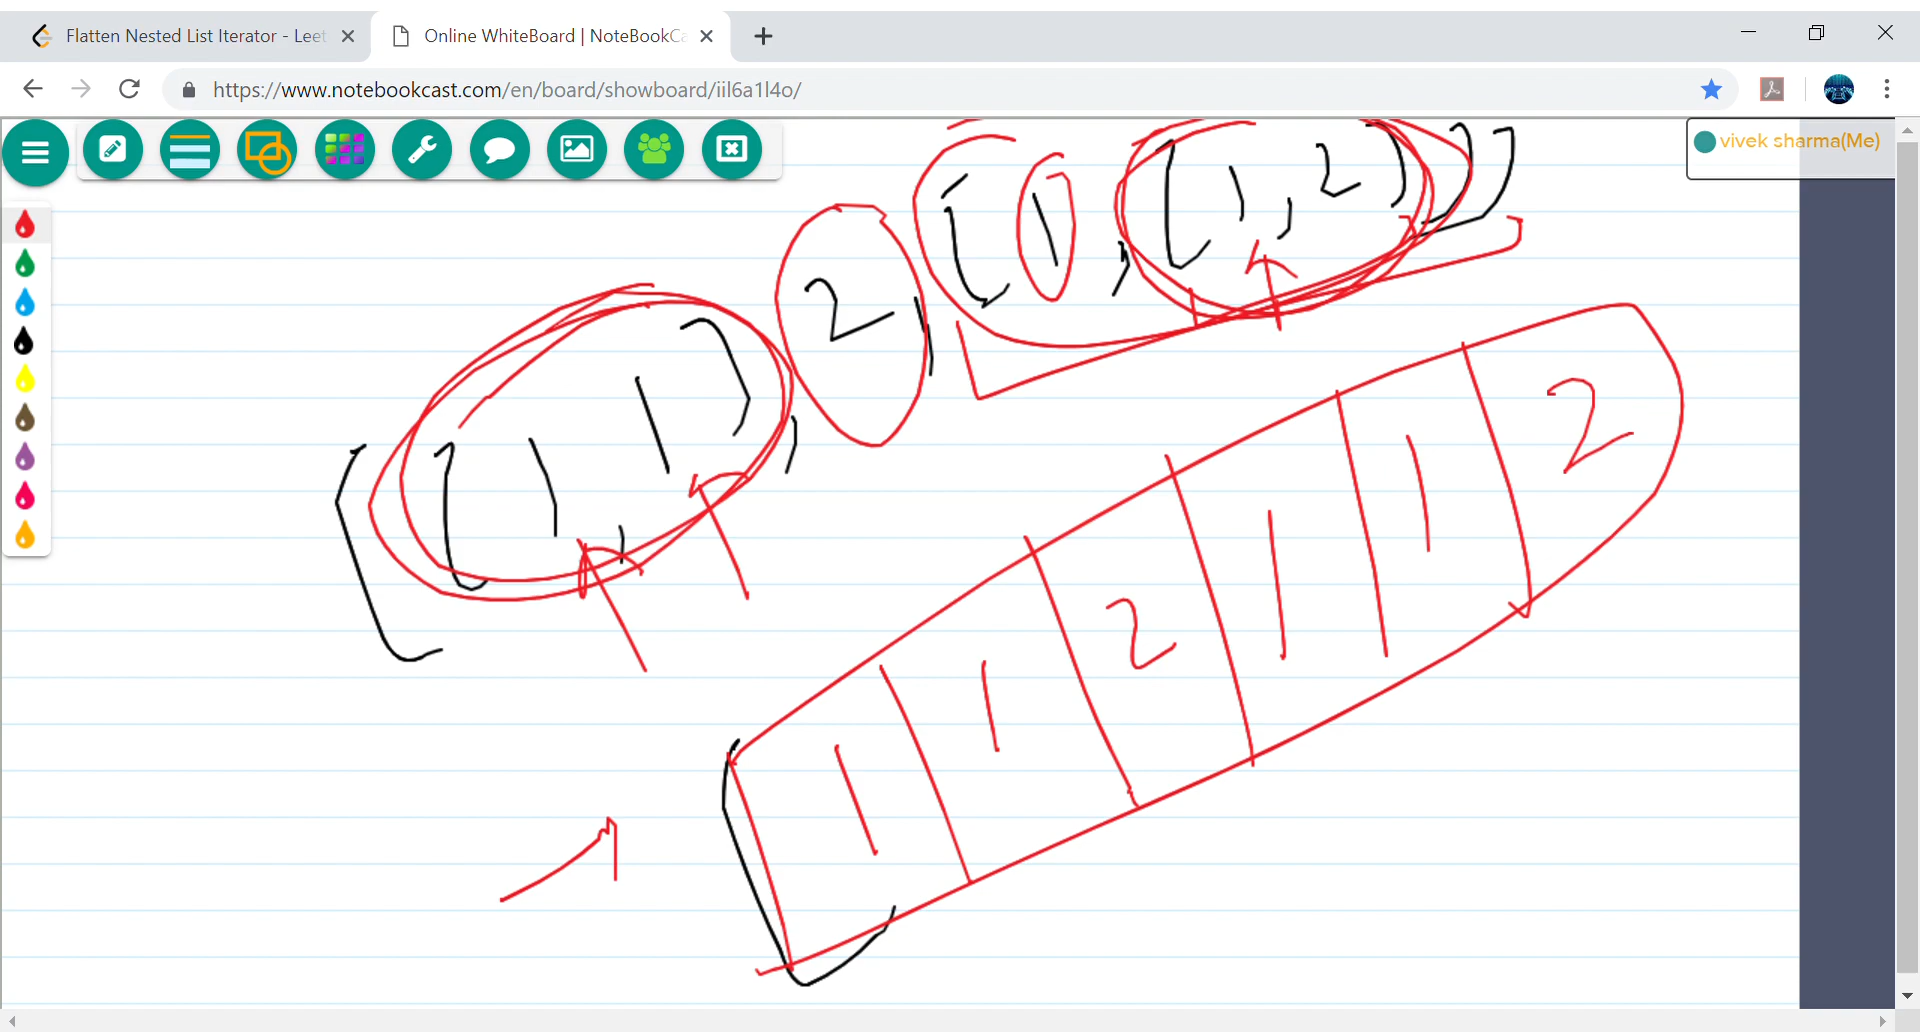 Flatten Nested List Iterator - Leet
Online WhiteBoard | NoteBookCa
https://www.notebookcast.com/en/board/showboard/iil6a1l4o/
vivek sharma(Me)
[[1,1],2,[1,[1,2]]]
1 1 2 1 1 2